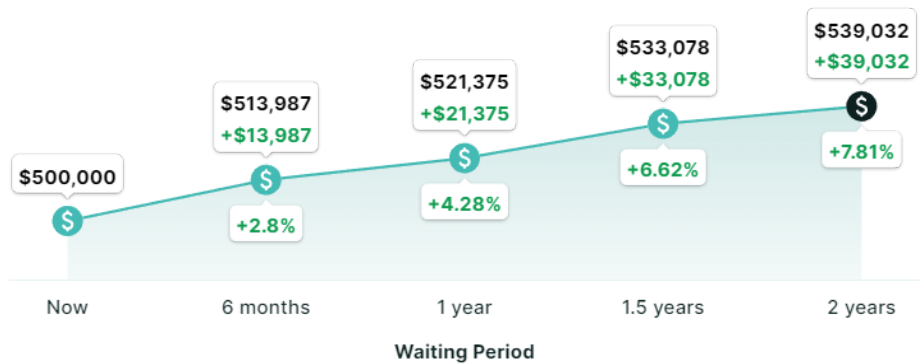 $500,000
$513,987
+$13,987
+2.8%
$521,375
+$21,375
+4.28%
$533,078
+$33,078
+6.62%
$539,032
+$39,032
+7.81%
Now
6 months
1 year
1.5 years
2 years
Waiting Period